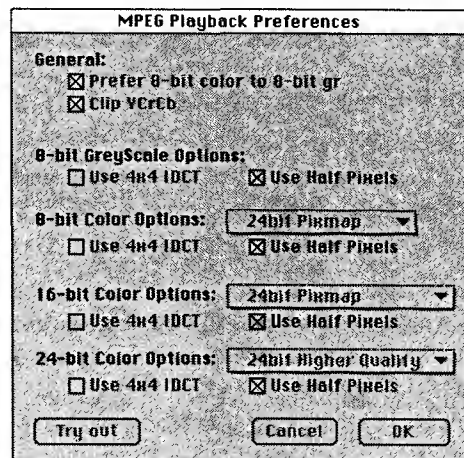 MPEG Playback Preferences
General:
Prefer 8-bit color to 8-bit gr
Clip YCrCb
8-bit GreyScale Options:
Use 4x4 IDCT Use Half Pixels
8-bit Color Options: 24bit Pixmap
Use 4x4 IDCT Use Half Pixels
16-bit Color Options: 24bit Pixmap
Use 4x4 IDCT Use Half Pixels
24-bit Color Options: 24bit Higher Quality
Use 4x4 IDCT Use Half Pixels
Try out Cancel OK